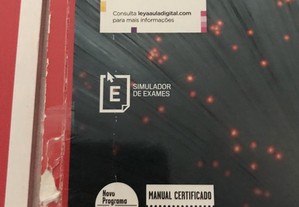 Consulta leyaauladigital.com
para mais informações
E
SIMULADOR
DE EXAMES
Novo
Programa
MANUAL CERTIFICADO